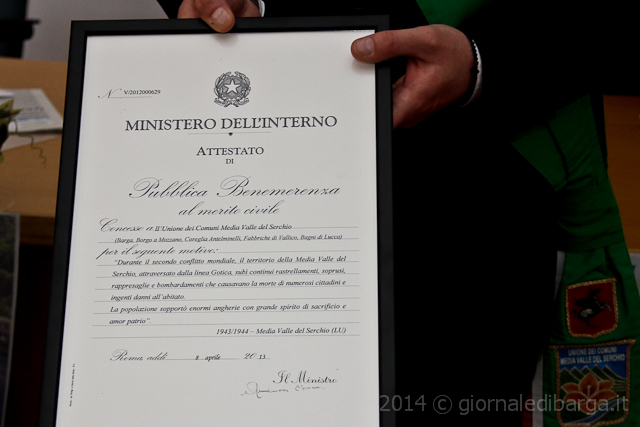 N. V/2012000629
MINISTERO DELL'INTERNO
ATTESTATO
DI
Pubblica Benemerenza
al merito civile
Concesso a Il'Unione dei Comuni Media Valle del Serchio
(Barga, Borgo a Mozzano, Coreglia Antelminelli, Fabbriche di Vallico, Bagni di Lucca)
per il seguente motivo:
"Durante il secondo conflitto mondiale, il territorio della Media Valle del
Serchio, attraversato dalla linea Gotica, subì continui rastrellamenti, soprusi,
rappresaglie e bombardamenti che causavano la morte di numerosi cittadini e
ingenti danni all'abitato.
La popolazione sopportò enormi angherie con grande spirito di sacrificio e
amor patrio".
1943/1944 – Media Valle del Serchio (LU)
Roma, addì 8 aprile 2013
Il Ministro
UNIONE DEI COMUNI
MEDIA VALLE DEL SERCHIO
2014 © giornaledibarga.it